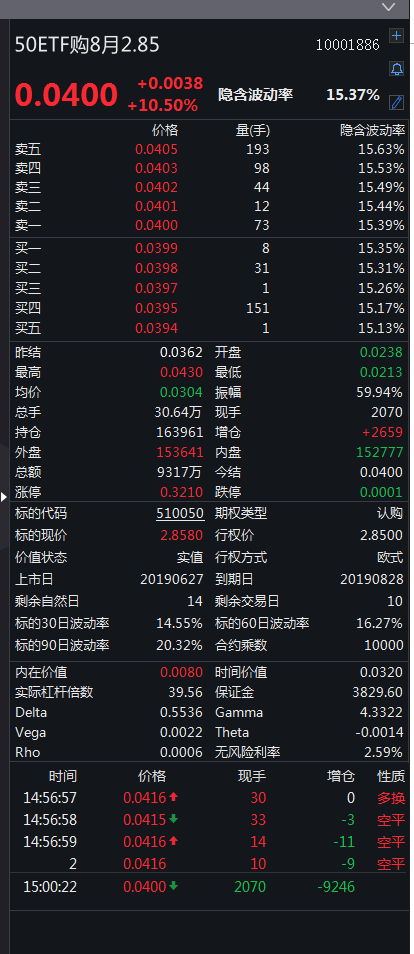 50ETF购8月2.85 10001886
0.0400 +0.0038 +10.50% 隐含波动率 15.37%
价格 量(手) 隐含波动率
卖五 0.0405 193 15.63%
卖四 0.0403 98 15.53%
卖三 0.0402 44 15.49%
卖二 0.0401 12 15.44%
卖一 0.0400 73 15.39%
买一 0.0399 8 15.35%
买二 0.0398 31 15.31%
买三 0.0397 1 15.26%
买四 0.0395 151 15.17%
买五 0.0394 1 15.13%
昨结 0.0362 开盘 0.0238
最高 0.0430 最低 0.0213
均价 0.0304 振幅 59.94%
总手 30.64万 现手 2070
持仓 163961 增仓 +2659
外盘 153641 内盘 152777
总额 9317万 今结 0.0400
涨停 0.3210 跌停 0.0001
标的代码 510050 期权类型 认购
标的现价 2.8580 行权价 2.8500
价值状态 实值 行权方式 欧式
上市日 20190627 到期日 20190828
剩余自然日 14 剩余交易日 10
标的30日波动率 14.55% 标的60日波动率 16.27%
标的90日波动率 20.32% 合约乘数 10000
内在价值 0.0080 时间价值 0.0320
实际杠杆倍数 39.56 保证金 3829.60
Delta 0.5536 Gamma 4.3322
Vega 0.0022 Theta -0.0014
Rho 0.0006 无风险利率 2.59%
时间 价格 现手 增仓 性质
14:56:57 0.0416 30 0 多换
14:56:58 0.0415 33 -3 空平
14:56:59 0.0416 14 -11 空平
2 0.0416 10 -9 空平
15:00:22 0.0400 2070 -9246